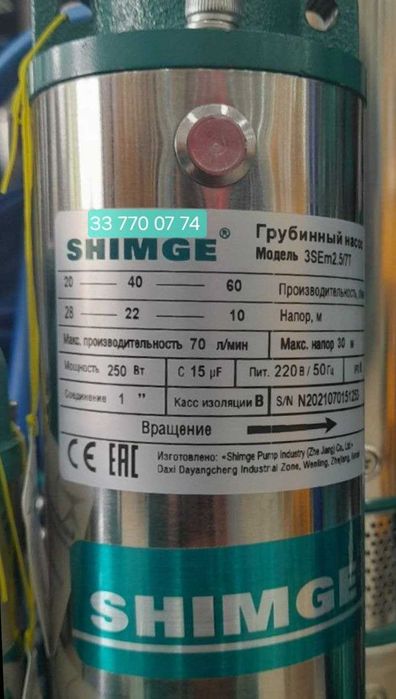 33 770 07 74
SHIMGE®
Грубинный насос
Модель 3SEm2.5/7T
20 40 60 Производительность, л/мин
28 22 10 Напор, м
Макс. производительность 70 л/мин Макс. напор 30 м
Мощность 250 Вт C 15 µF Пит. 220В / 50Гц
Соединение 1 " Касс изоляции B S/N N2021070151253
Вращение
CE EAC
Изготовлено: «Shimge Pump Industry (Zhe Jiang) Co., Ltd.»
Daxi Dayangcheng Industrial Zone, Wenling, Zhejiang,
SHIMGE